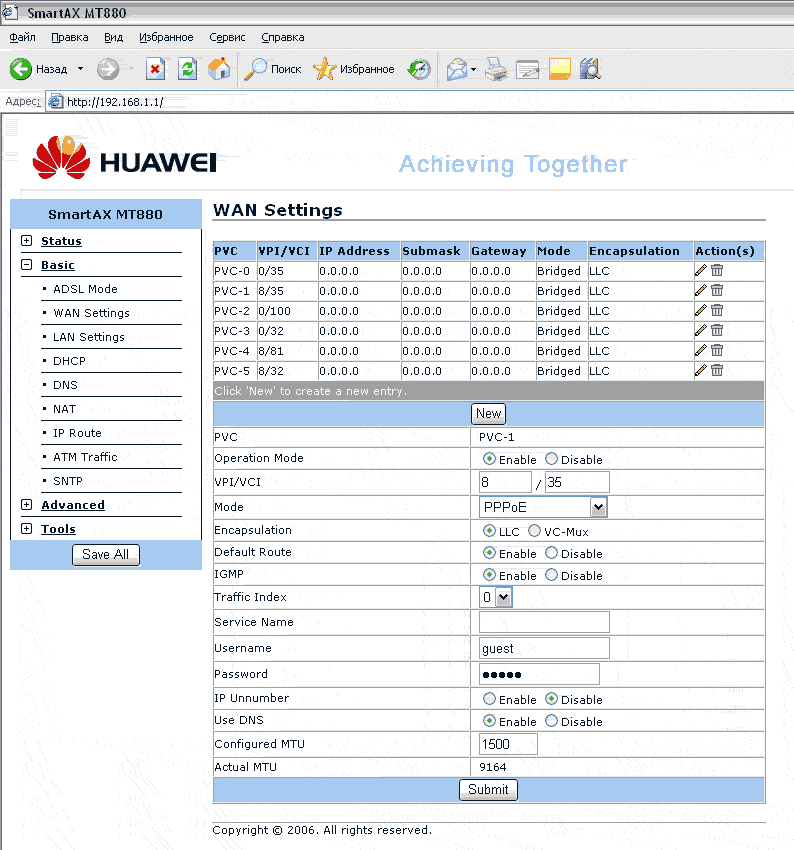 SmartAX MT880
Файл Правка Вид Избранное Сервис Справка
Назад Поиск Избранное
Адрес: http://192.168.1.1/
HUAWEI Achieving Together
SmartAX MT880
Status
Basic
ADSL Mode
WAN Settings
LAN Settings
DHCP
DNS
NAT
IP Route
ATM Traffic
SNTP
Advanced
Tools
Save All
WAN Settings
PVC VPI/VCI IP Address Submask Gateway Mode Encapsulation Action(s)
PVC-0 0/35 0.0.0.0 0.0.0.0 0.0.0.0 Bridged LLC
PVC-1 8/35 0.0.0.0 0.0.0.0 0.0.0.0 Bridged LLC
PVC-2 0/100 0.0.0.0 0.0.0.0 0.0.0.0 Bridged LLC
PVC-3 0/32 0.0.0.0 0.0.0.0 0.0.0.0 Bridged LLC
PVC-4 8/81 0.0.0.0 0.0.0.0 0.0.0.0 Bridged LLC
PVC-5 8/32 0.0.0.0 0.0.0.0 0.0.0.0 Bridged LLC
Click 'New' to create a new entry.
New
PVC PVC-1
Operation Mode Enable Disable
VPI/VCI 8 / 35
Mode PPPoE
Encapsulation LLC VC-Mux
Default Route Enable Disable
IGMP Enable Disable
Traffic Index 0
Service Name
Username guest
Password •••••
IP Unnumber Enable Disable
Use DNS Enable Disable
Configured MTU 1500
Actual MTU 9164
Submit
Copyright © 2006. All rights reserved.